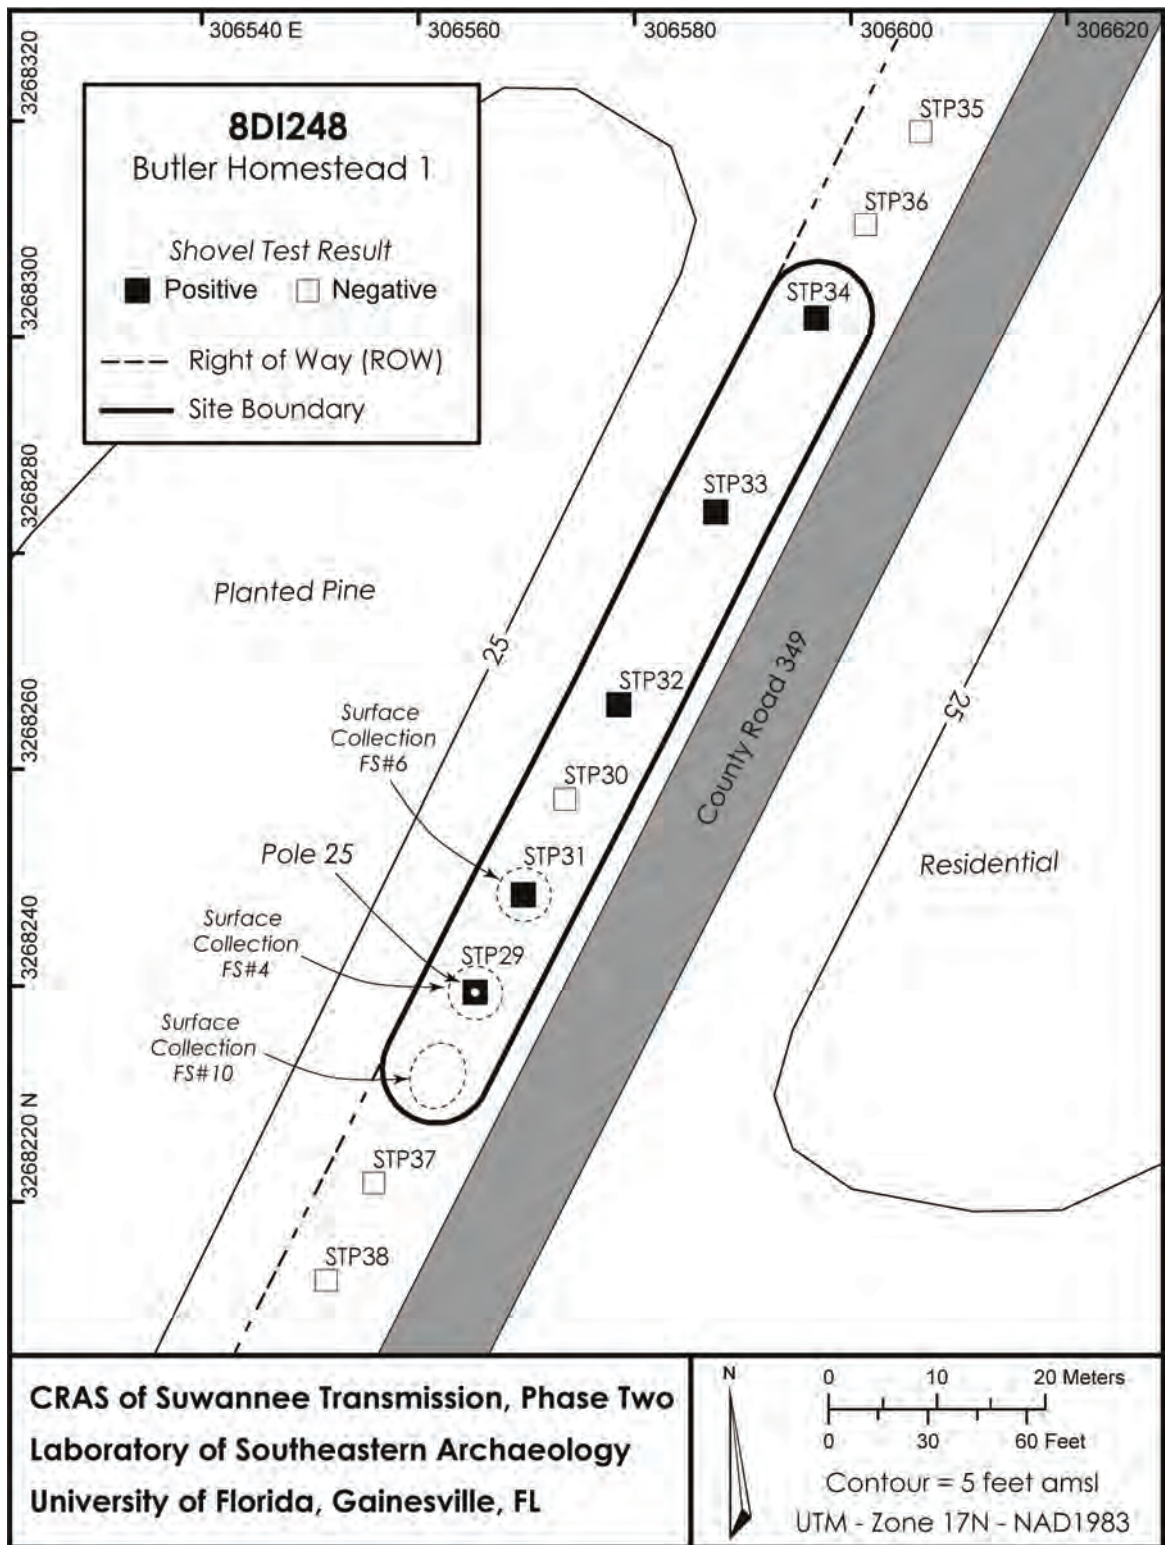 306540 E
306560
306580
306600
306620
3268320
3268300
3268280
3268260
3268240
3268220 N
8DI248
Butler Homestead 1
Shovel Test Result
Positive
Negative
Right of Way (ROW)
Site Boundary
STP35
STP36
STP34
STP33
STP32
STP30
STP31
STP29
STP37
STP38
Planted Pine
25
Surface
Collection
FS#6
Pole 25
Surface
Collection
FS#4
Surface
Collection
FS#10
County Road 349
25
Residential
CRAS of Suwannee Transmission, Phase Two
Laboratory of Southeastern Archaeology
University of Florida, Gainesville, FL
N
0 10 20 Meters
0 30 60 Feet
Contour = 5 feet amsl
UTM - Zone 17N - NAD1983